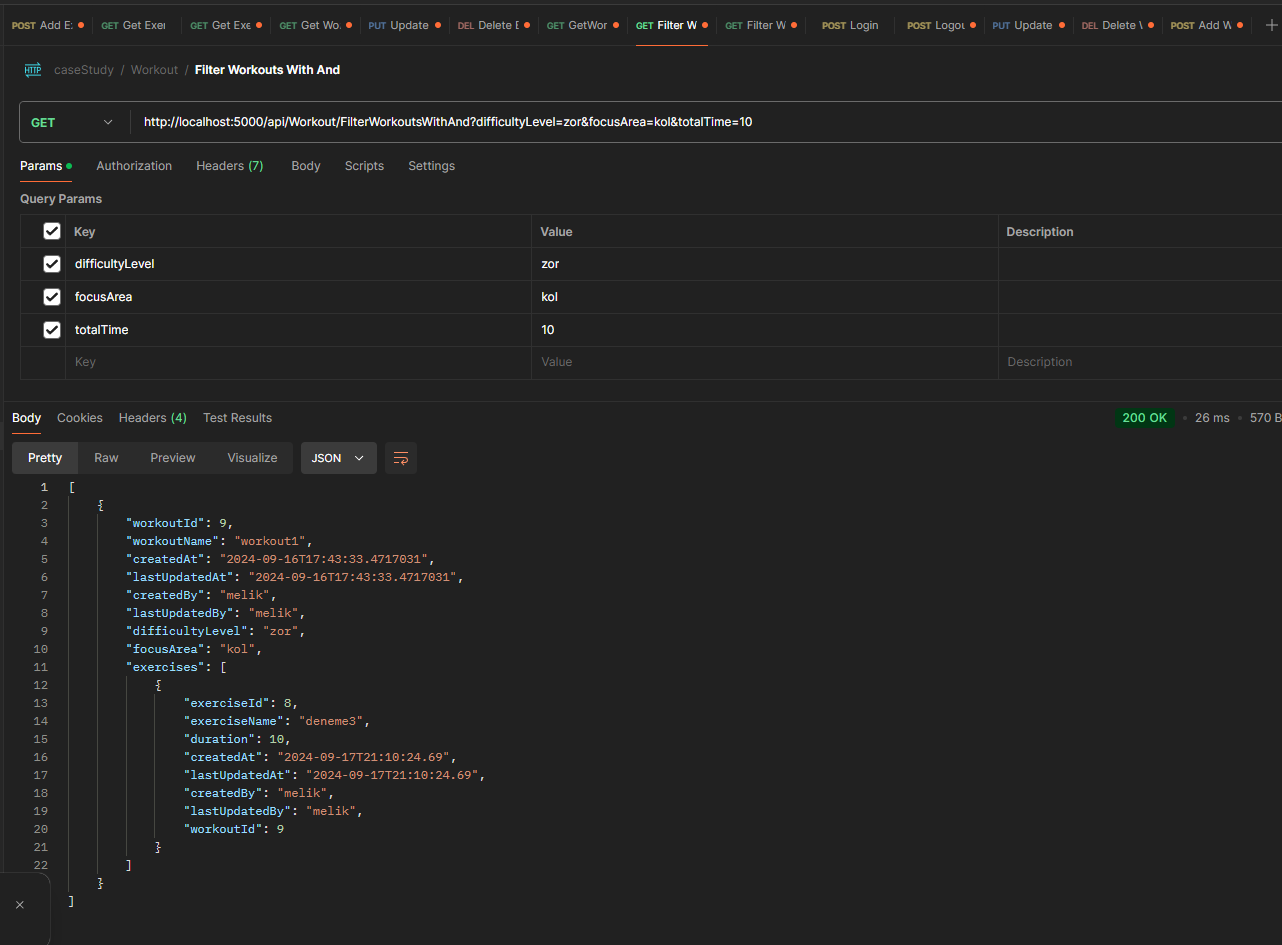 POST Add E: GET Get Exer GET Get Exe GET Get Wo. PUT Update DEL Delete E GET GetWor GET Filter W GET Filter W POST Login POST Logou PUT Update DEL Delete \ POST Add W +
HTTP caseStudy / Workout / Filter Workouts With And
GET http://localhost:5000/api/Workout/FilterWorkoutsWithAnd?difficultyLevel=zor&focusArea=kol&totalTime=10
Params Authorization Headers (7) Body Scripts Settings
Query Params
Key Value Description
difficultyLevel zor
focusArea kol
totalTime 10
Key Value Description
Body Cookies Headers (4) Test Results 200 OK 26 ms 570 B
Pretty Raw Preview Visualize JSON
1 [
2 {
3 "workoutId": 9,
4 "workoutName": "workout1",
5 "createdAt": "2024-09-16T17:43:33.4717031",
6 "lastUpdatedAt": "2024-09-16T17:43:33.4717031",
7 "createdBy": "melik",
8 "lastUpdatedBy": "melik",
9 "difficultyLevel": "zor",
10 "focusArea": "kol",
11 "exercises": [
12 {
13 "exerciseId": 8,
14 "exerciseName": "deneme3",
15 "duration": 10,
16 "createdAt": "2024-09-17T21:10:24.69",
17 "lastUpdatedAt": "2024-09-17T21:10:24.69",
18 "createdBy": "melik",
19 "lastUpdatedBy": "melik",
20 "workoutId": 9
21 }
22 ]
}
]